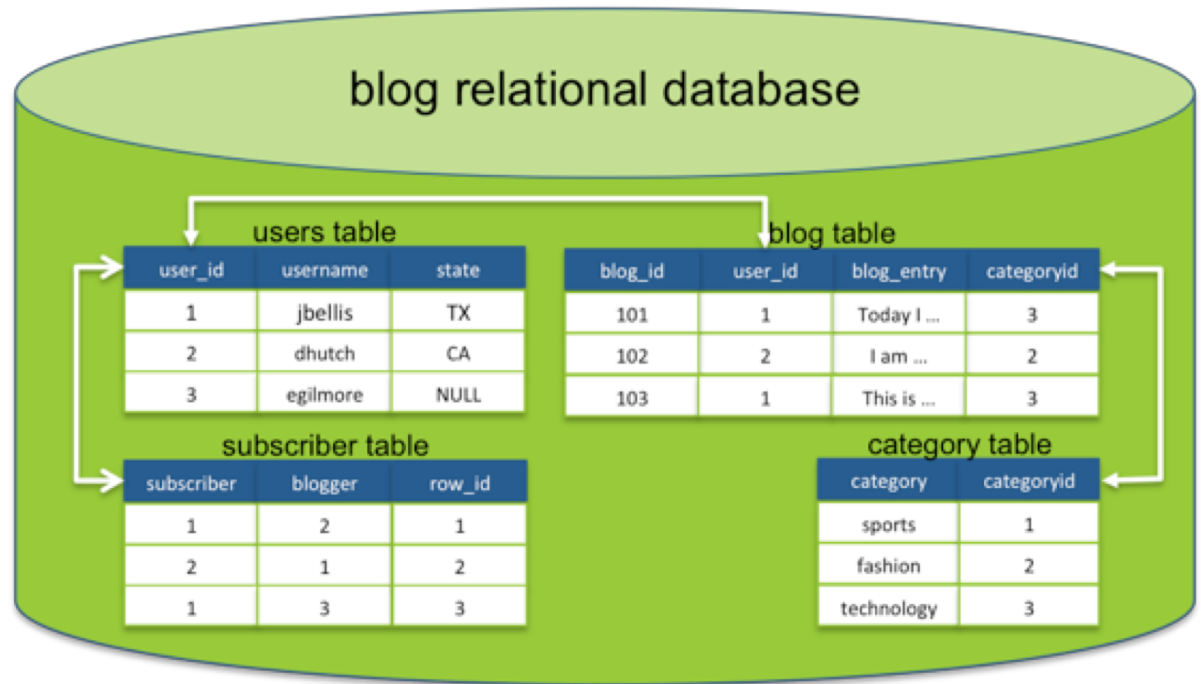 blog relational database
users table
user_id username state
1 jbellis TX
2 dhutch CA
3 egilmore NULL
blog table
blog_id user_id blog_entry categoryid
101 1 Today I ... 3
102 2 I am ... 2
103 1 This is ... 3
subscriber table
subscriber blogger row_id
1 2 1
2 1 2
1 3 3
category table
category categoryid
sports 1
fashion 2
technology 3